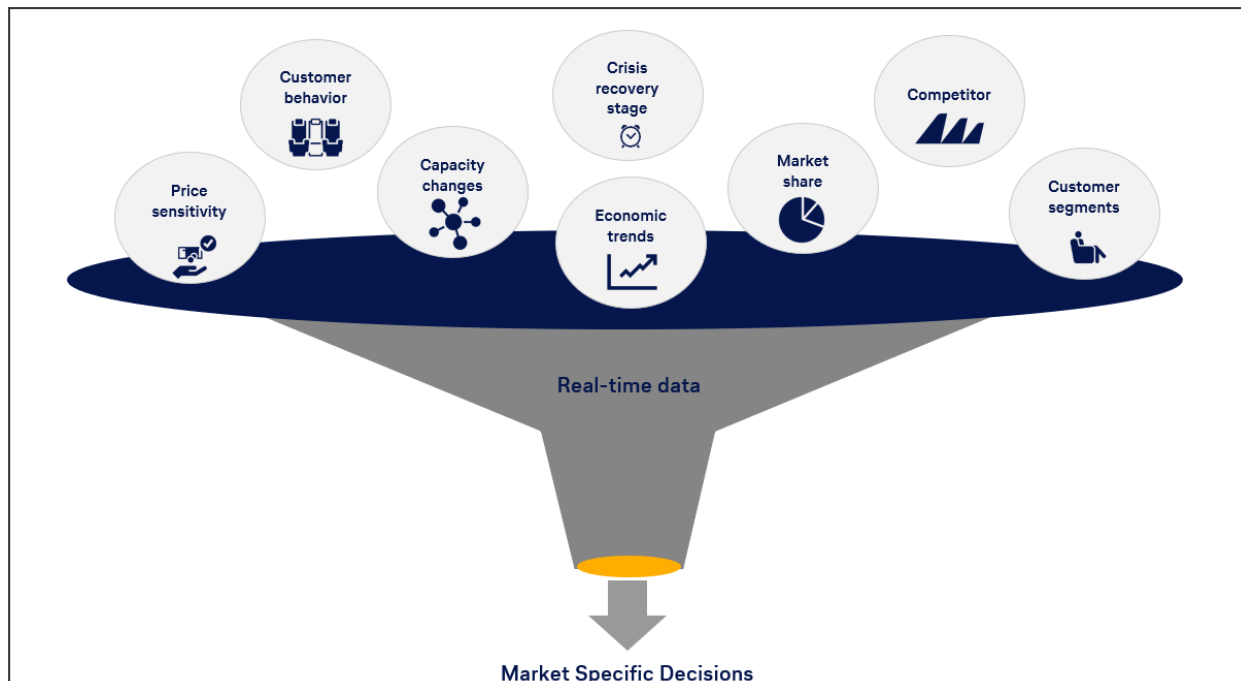 Customer
behavior
Crisis
recovery
stage
Competitor
Price
sensitivity
Capacity
changes
Economic
trends
Market
share
Customer
segments
Real-time data
Market Specific Decisions